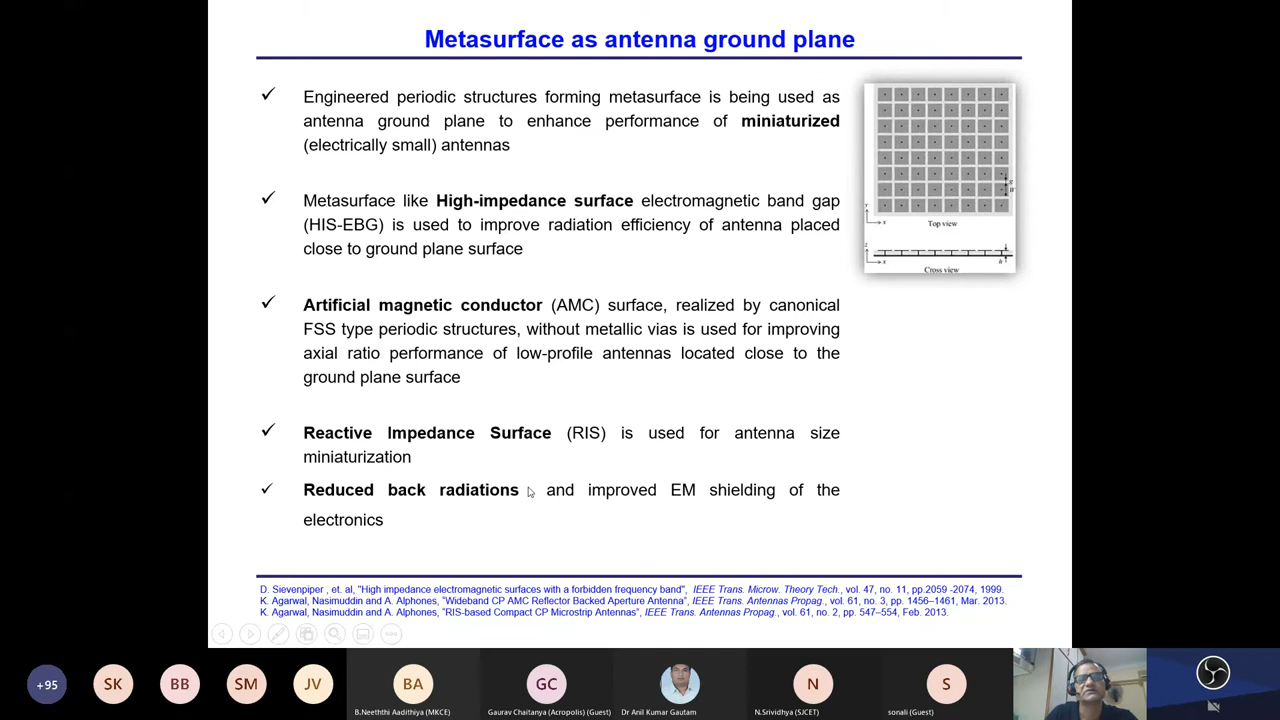 Metasurface as antenna ground plane
✓ Engineered periodic structures forming metasurface is being used as
antenna ground plane to enhance performance of miniaturized
(electrically small) antennas
✓ Metasurface like High-impedance surface electromagnetic band gap
(HIS-EBG) is used to improve radiation efficiency of antenna placed
close to ground plane surface
✓ Artificial magnetic conductor (AMC) surface, realized by canonical
FSS type periodic structures, without metallic vias is used for improving
axial ratio performance of low-profile antennas located close to the
ground plane surface
✓ Reactive Impedance Surface (RIS) is used for antenna size
miniaturization
✓ Reduced back radiations and improved EM shielding of the
electronics
g
W
Y
x
Top view
z
x
h
Cross view
D. Sievenpiper , et. al, "High impedance electromagnetic surfaces with a forbidden frequency band", IEEE Trans. Microw. Theory Tech., vol. 47, no. 11, pp.2059 -2074, 1999.
K. Agarwal, Nasimuddin and A. Alphones, "Wideband CP AMC Reflector Backed Aperture Antenna", IEEE Trans. Antennas Propag., vol. 61, no. 3, pp. 1456–1461, Mar. 2013.
K. Agarwal, Nasimuddin and A. Alphones, "RIS-based Compact CP Microstrip Antennas", IEEE Trans. Antennas Propag., vol. 61, no. 2, pp. 547–554, Feb. 2013.
+95
SK
BB
SM
JV
BA
GC
N
S
B.Neeththi Aadithiya (MKCE)
Gaurav Chaitanya (Acropolis) (Guest)
Dr Anil Kumar Gautam
N.Srividhya (SJCET)
sonali (Guest)